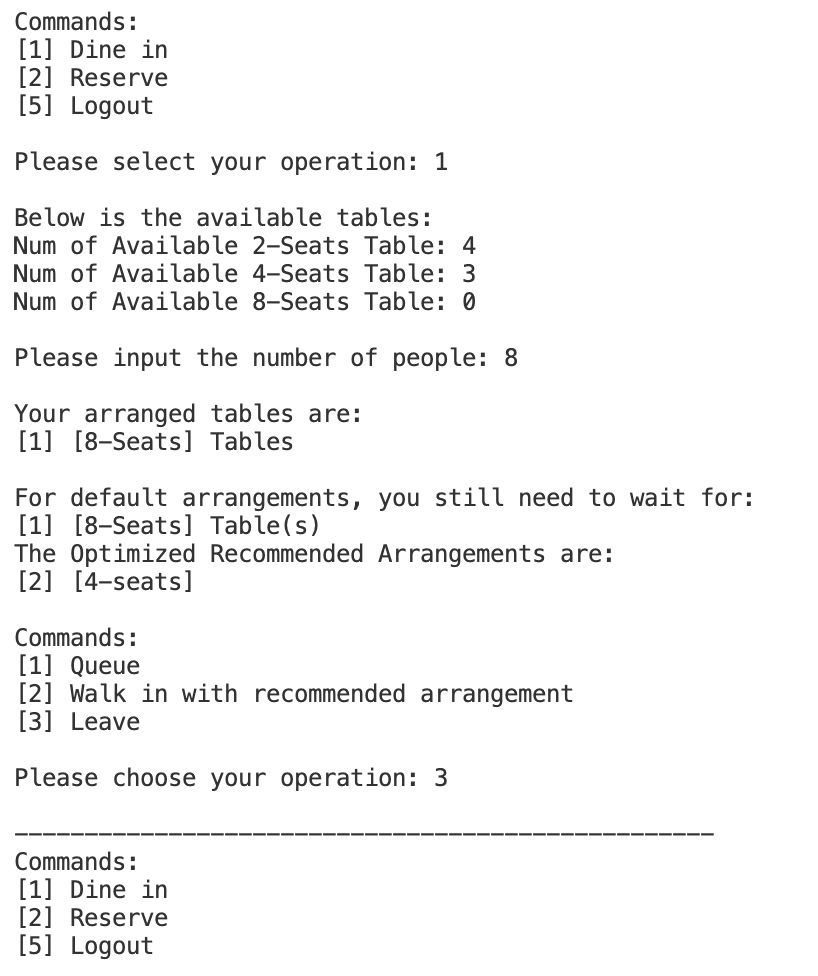 Commands:
[1] Dine in
[2] Reserve
[5] Logout
Please select your operation: 1
Below is the available tables:
Num of Available 2-Seats Table: 4
Num of Available 4-Seats Table: 3
Num of Available 8-Seats Table: 0
Please input the number of people: 8
Your arranged tables are:
[1] [8-Seats] Tables
For default arrangements, you still need to wait for:
[1] [8-Seats] Table(s)
The Optimized Recommended Arrangements are:
[2] [4-seats]
Commands:
[1] Queue
[2] Walk in with recommended arrangement
[3] Leave
Please choose your operation: 3
--------------------------------------------------
Commands:
[1] Dine in
[2] Reserve
[5] Logout